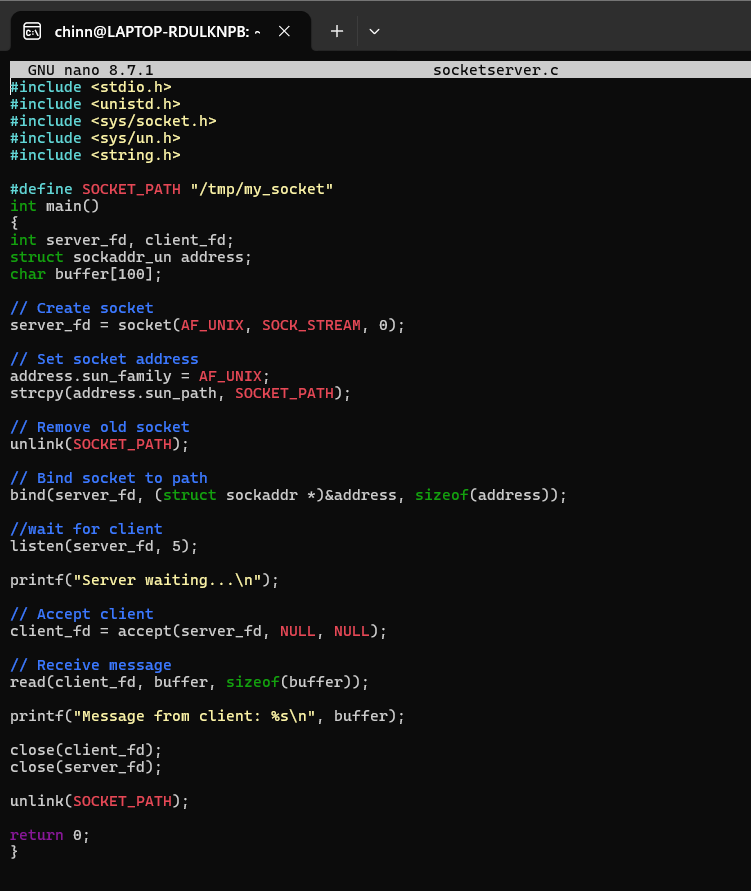 chinn@LAPTOP-RDULKNPB: ~
GNU nano 8.7.1 socketserver.c
#include <stdio.h>
#include <unistd.h>
#include <sys/socket.h>
#include <sys/un.h>
#include <string.h>
#define SOCKET_PATH "/tmp/my_socket"
int main()
{
int server_fd, client_fd;
struct sockaddr_un address;
char buffer[100];
// Create socket
server_fd = socket(AF_UNIX, SOCK_STREAM, 0);
// Set socket address
address.sun_family = AF_UNIX;
strcpy(address.sun_path, SOCKET_PATH);
// Remove old socket
unlink(SOCKET_PATH);
// Bind socket to path
bind(server_fd, (struct sockaddr *)&address, sizeof(address));
//wait for client
listen(server_fd, 5);
printf("Server waiting...\n");
// Accept client
client_fd = accept(server_fd, NULL, NULL);
// Receive message
read(client_fd, buffer, sizeof(buffer));
printf("Message from client: %s\n", buffer);
close(client_fd);
close(server_fd);
unlink(SOCKET_PATH);
return 0;
}